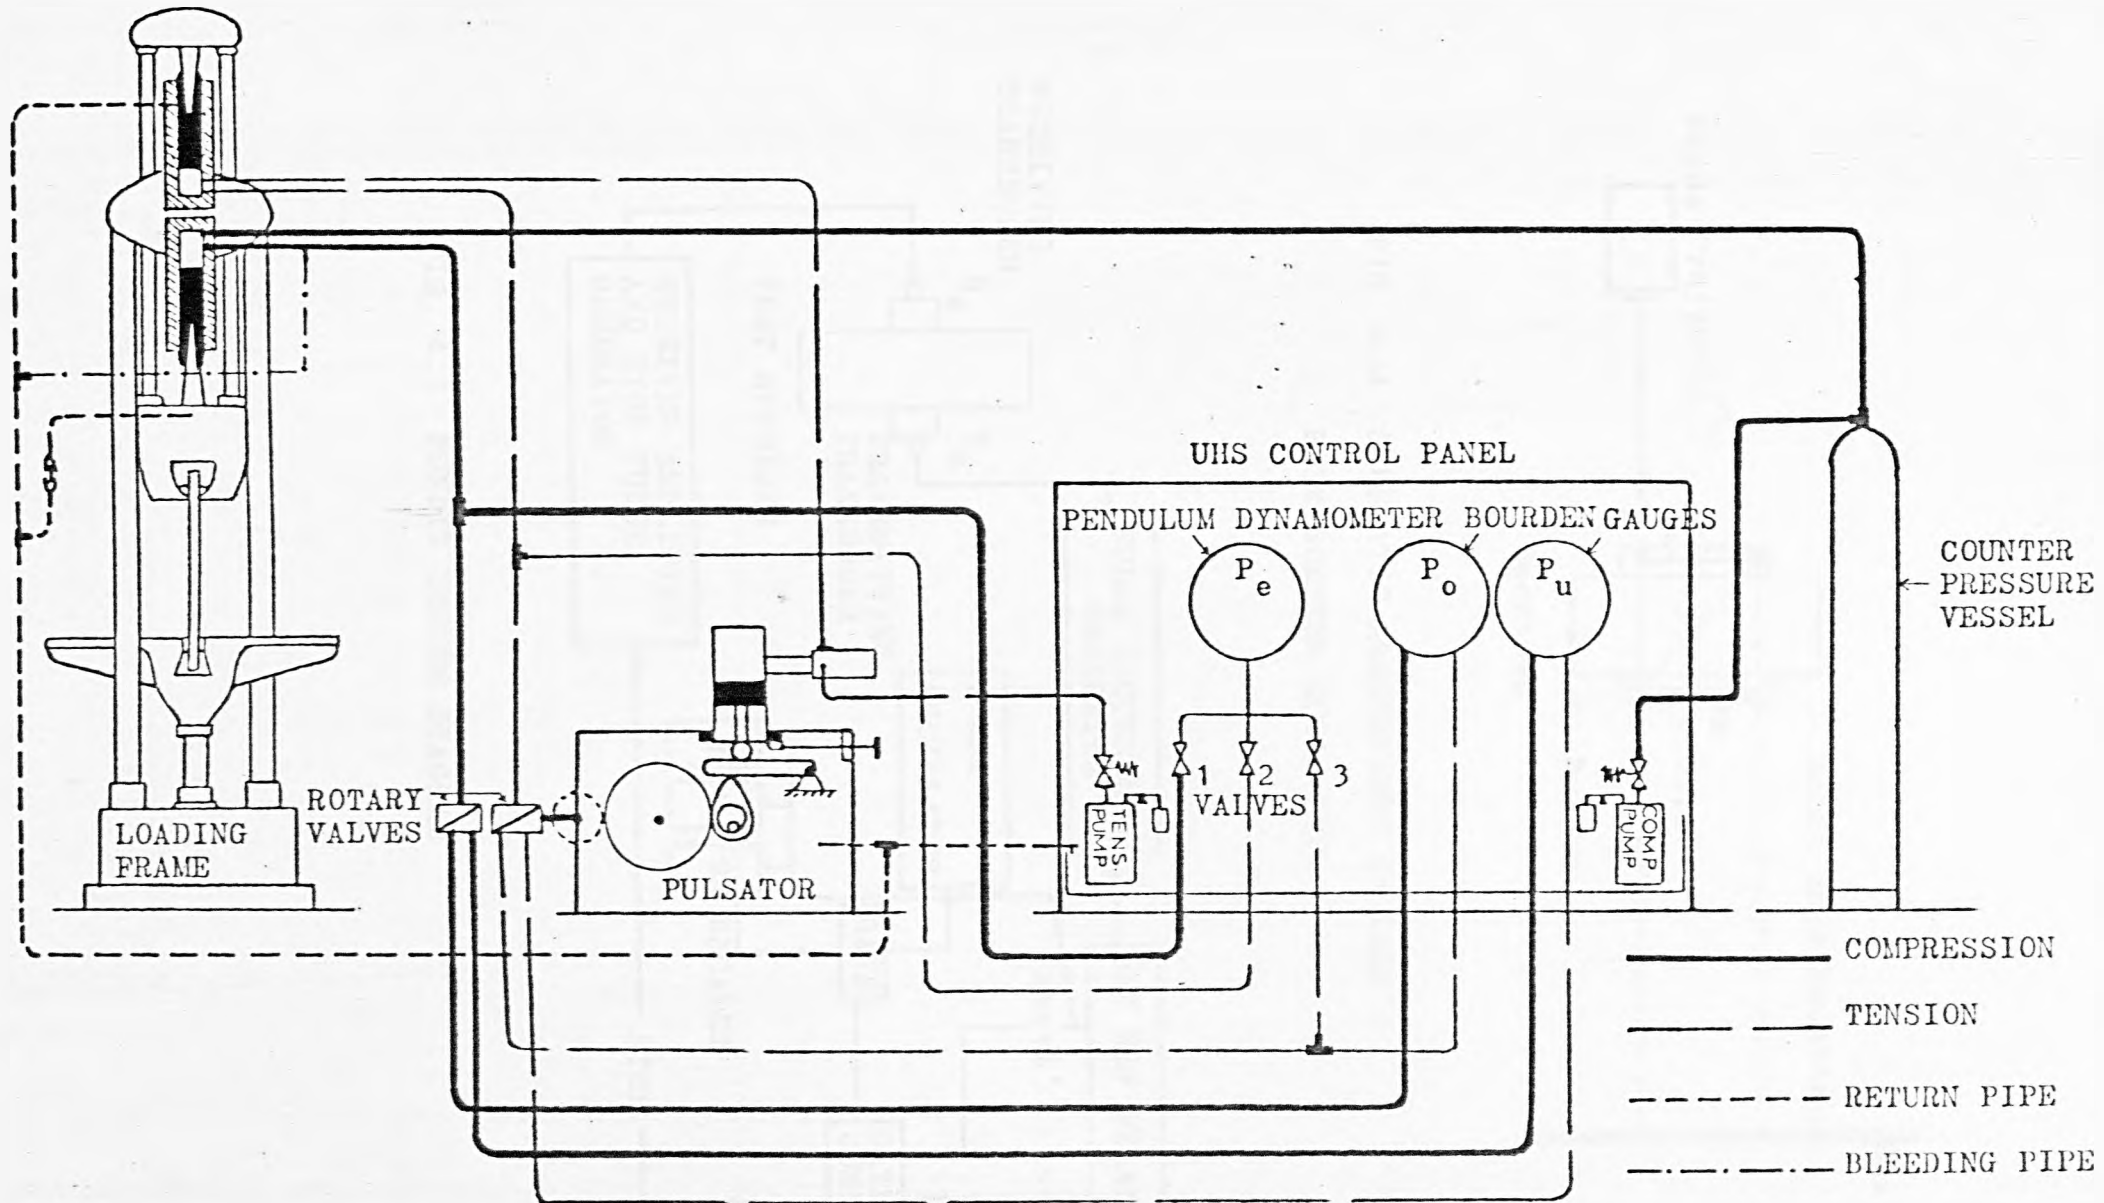 UHS CONTROL PANEL
PENDULUM DYNAMOMETER BOURDEN GAUGES
Pe
Po
Pu
COUNTER
PRESSURE
VESSEL
1
2
3
VALVES
TENS.
PUMP
COMP
PUMP
ROTARY
VALVES
LOADING
FRAME
PULSATOR
COMPRESSION
TENSION
RETURN PIPE
BLEEDING PIPE